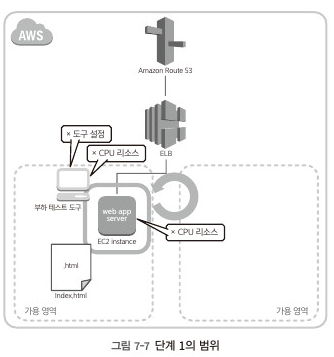 AWS
Amazon Route 53
× 도구 설정
× CPU 리소스
ELB
부하 테스트 도구
web app
server
EC2 instance
× CPU 리소스
.html
Index.html
가용 영역
가용 영역
그림 7-7 단계 1의 범위